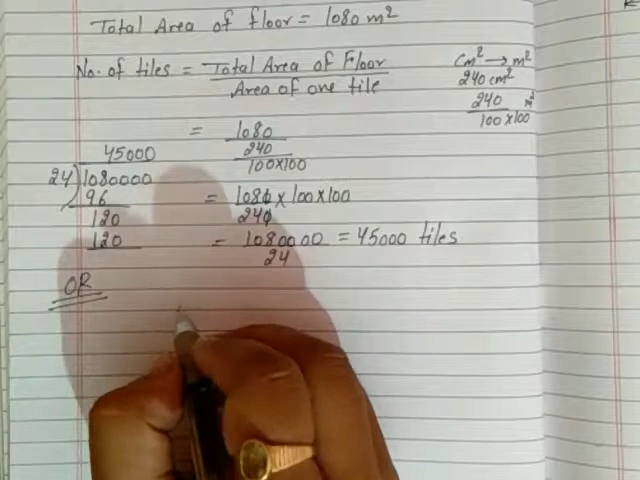 Total Area of floor = 1080 m²
No. of tiles = Total Area of Floor / Area of one tile
cm² → m²
240 cm²
240 / 100×100 m²
= 1080 / 240 / 100×100
45000
24)1080000
96
120
120
= 1080 × 100×100 / 240
= 1080000 / 24 = 45000 tiles
OR